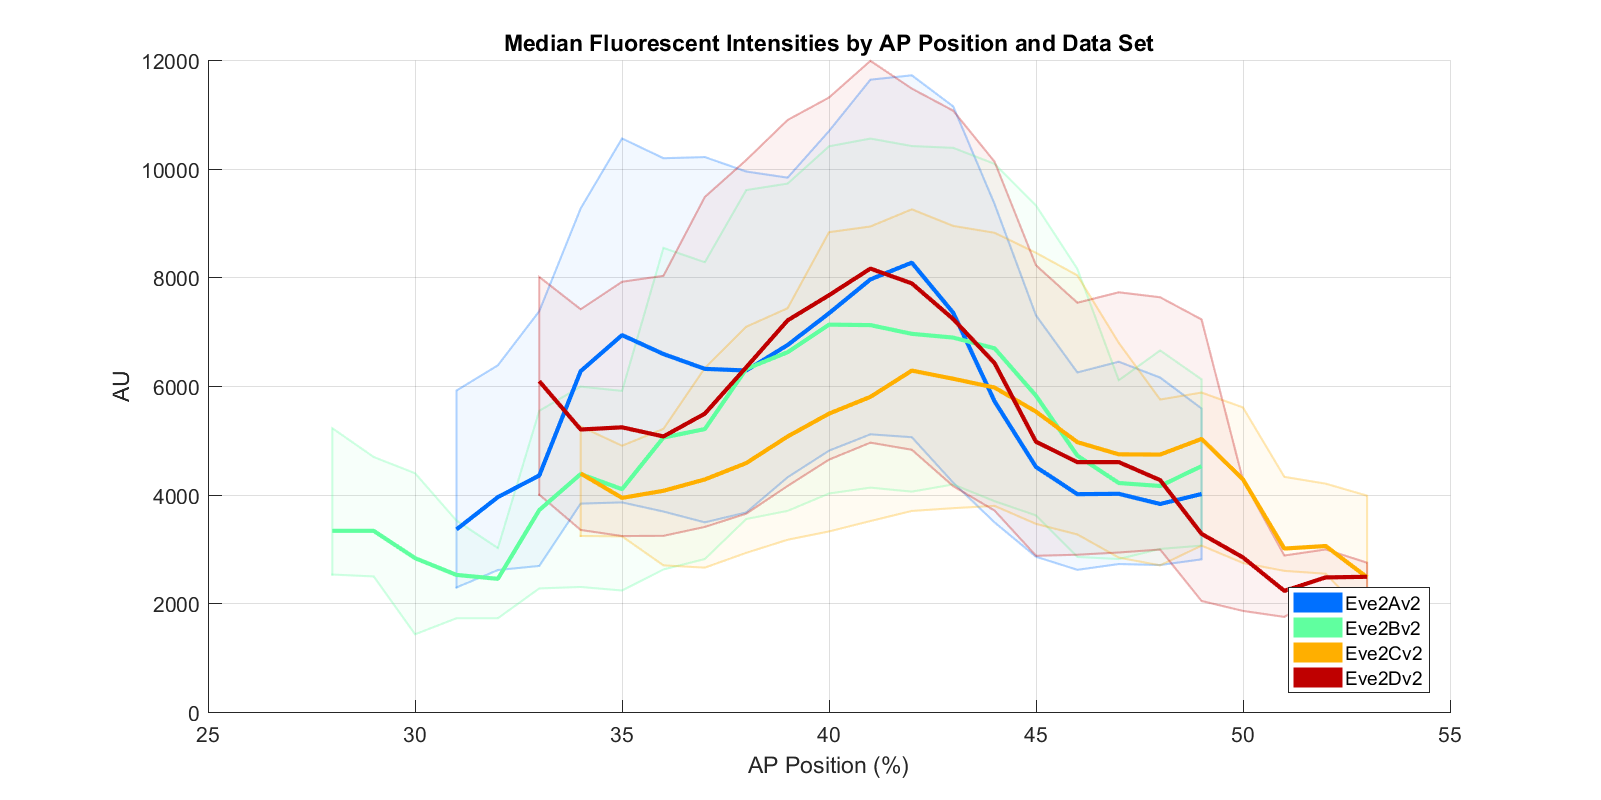 Median Fluorescent Intensities by AP Position and Data Set
12000
10000
8000
6000
4000
2000
0
AU
25 30 35 40 45 50 55
AP Position (%)
Eve2Av2
Eve2Bv2
Eve2Cv2
Eve2Dv2